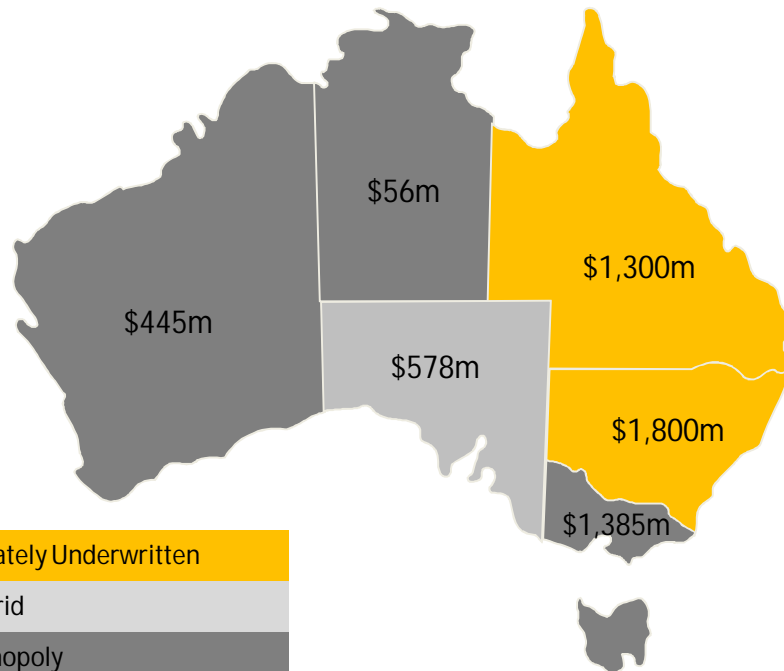 $56m
$1,300m
$445m
$578m
$1,800m
$1,385m
ately Underwritten
rid
nopoly